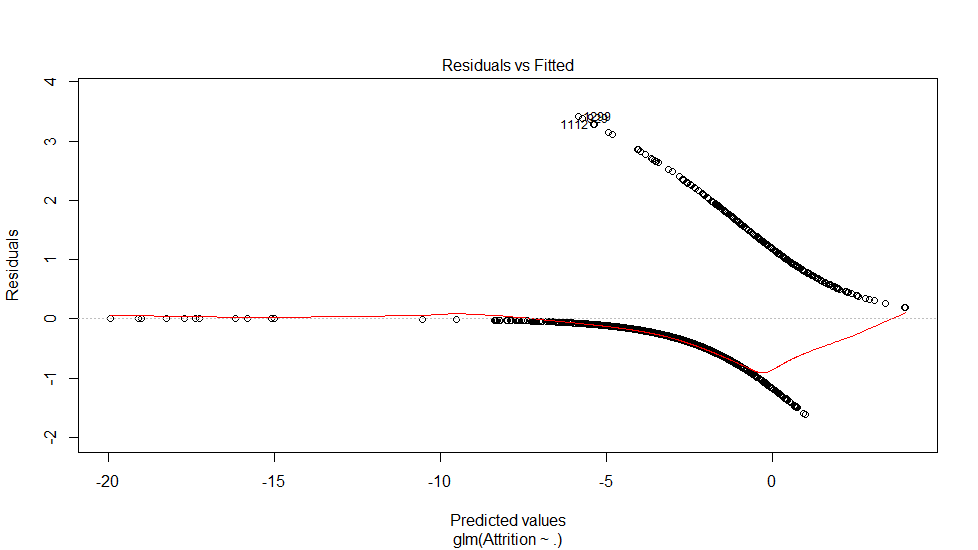 Residuals vs Fitted
4
3
2
1
0
-1
-2
Residuals
1299
1112
-20 -15 -10 -5 0
Predicted values
glm(Attrition ~ .)